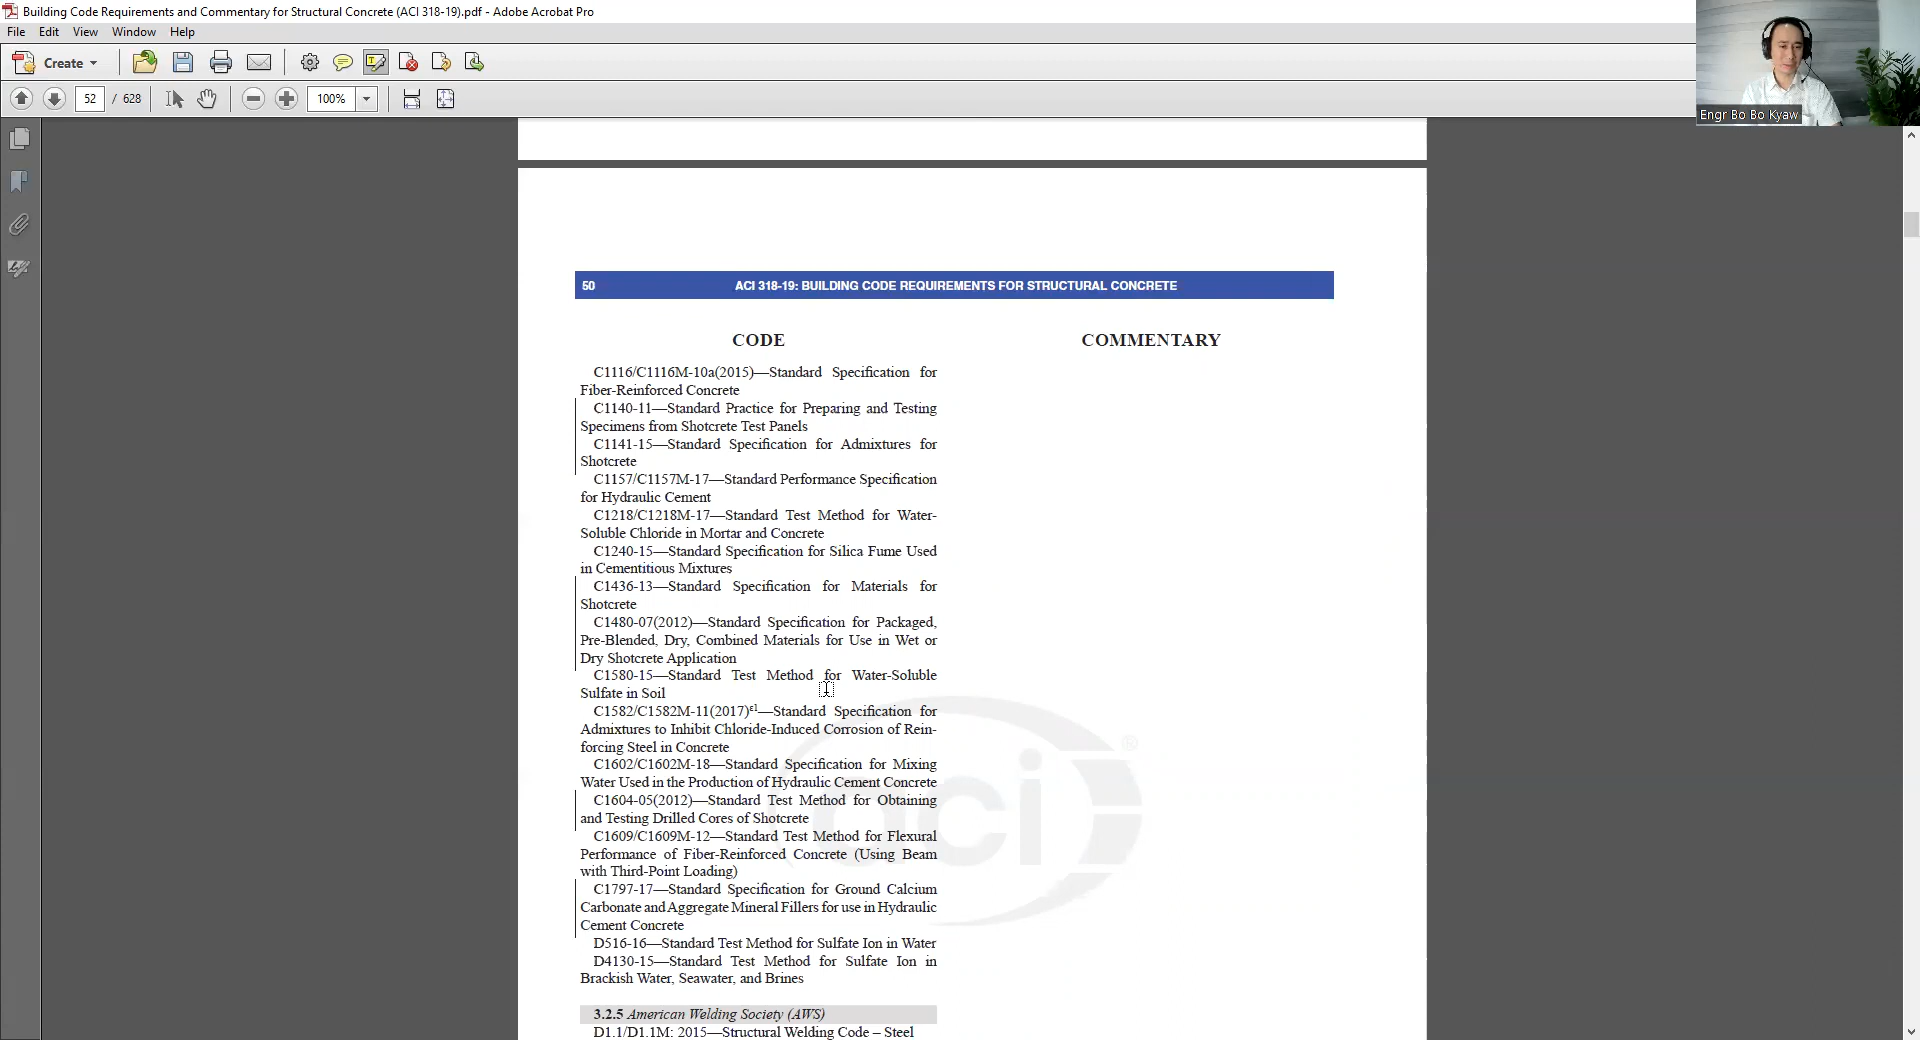 Building Code Requirements and Commentary for Structural Concrete (ACI 318-19).pdf - Adobe Acrobat Pro
File Edit View Window Help
Create
52 / 628 100%
Engr Bo Bo Kyaw
50 ACI 318-19: BUILDING CODE REQUIREMENTS FOR STRUCTURAL CONCRETE
CODE
C1116/C1116M-10a(2015)—Standard Specification for
Fiber-Reinforced Concrete
C1140-11—Standard Practice for Preparing and Testing
Specimens from Shotcrete Test Panels
C1141-15—Standard Specification for Admixtures for
Shotcrete
C1157/C1157M-17—Standard Performance Specification
for Hydraulic Cement
C1218/C1218M-17—Standard Test Method for Water-
Soluble Chloride in Mortar and Concrete
C1240-15—Standard Specification for Silica Fume Used
in Cementitious Mixtures
C1436-13—Standard Specification for Materials for
Shotcrete
C1480-07(2012)—Standard Specification for Packaged,
Pre-Blended, Dry, Combined Materials for Use in Wet or
Dry Shotcrete Application
C1580-15—Standard Test Method for Water-Soluble
Sulfate in Soil
C1582/C1582M-11(2017)ε1—Standard Specification for
Admixtures to Inhibit Chloride-Induced Corrosion of Rein-
forcing Steel in Concrete
C1602/C1602M-18—Standard Specification for Mixing
Water Used in the Production of Hydraulic Cement Concrete
C1604-05(2012)—Standard Test Method for Obtaining
and Testing Drilled Cores of Shotcrete
C1609/C1609M-12—Standard Test Method for Flexural
Performance of Fiber-Reinforced Concrete (Using Beam
with Third-Point Loading)
C1797-17—Standard Specification for Ground Calcium
Carbonate and Aggregate Mineral Fillers for use in Hydraulic
Cement Concrete
D516-16—Standard Test Method for Sulfate Ion in Water
D4130-15—Standard Test Method for Sulfate Ion in
Brackish Water, Seawater, and Brines
3.2.5 American Welding Society (AWS)
D1.1/D1.1M: 2015—Structural Welding Code – Steel
COMMENTARY
aci®